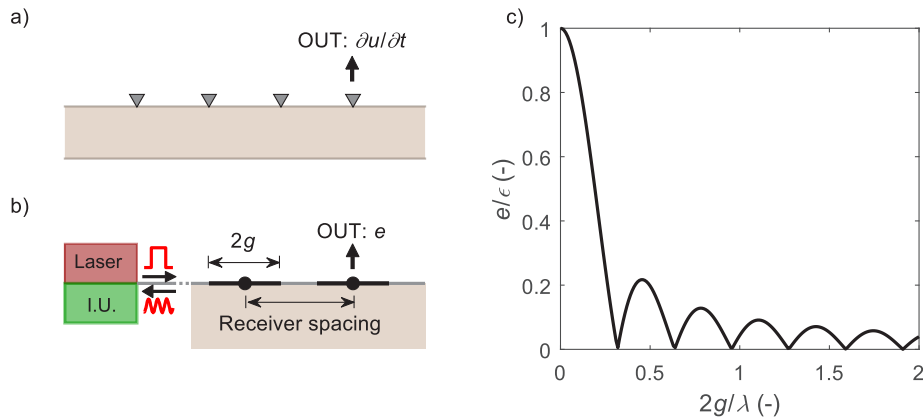 a)
OUT: ∂u/∂t
b)
Laser
I.U.
2g
OUT: e
Receiver spacing
c)
e/ϵ (-)
1
0.8
0.6
0.4
0.2
0
0 0.5 1 1.5 2
2g/λ (-)